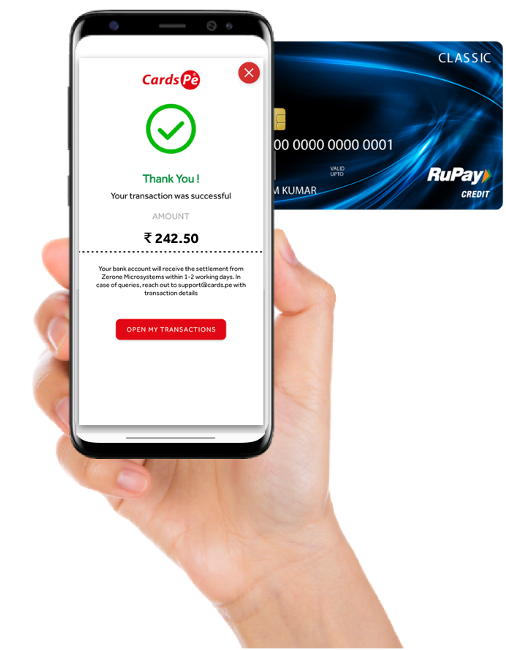 CardsPe
Thank You !
Your transaction was successful
AMOUNT
₹ 242.50
Your bank account will receive the settlement from
Zerone Microsystems within 1-2 working days. In
case of queries, reach out to support@cards.pe with
transaction details
OPEN MY TRANSACTIONS
CLASSIC
00 0000 0000 0001
VALID
UPTO
M KUMAR
RuPay
CREDIT